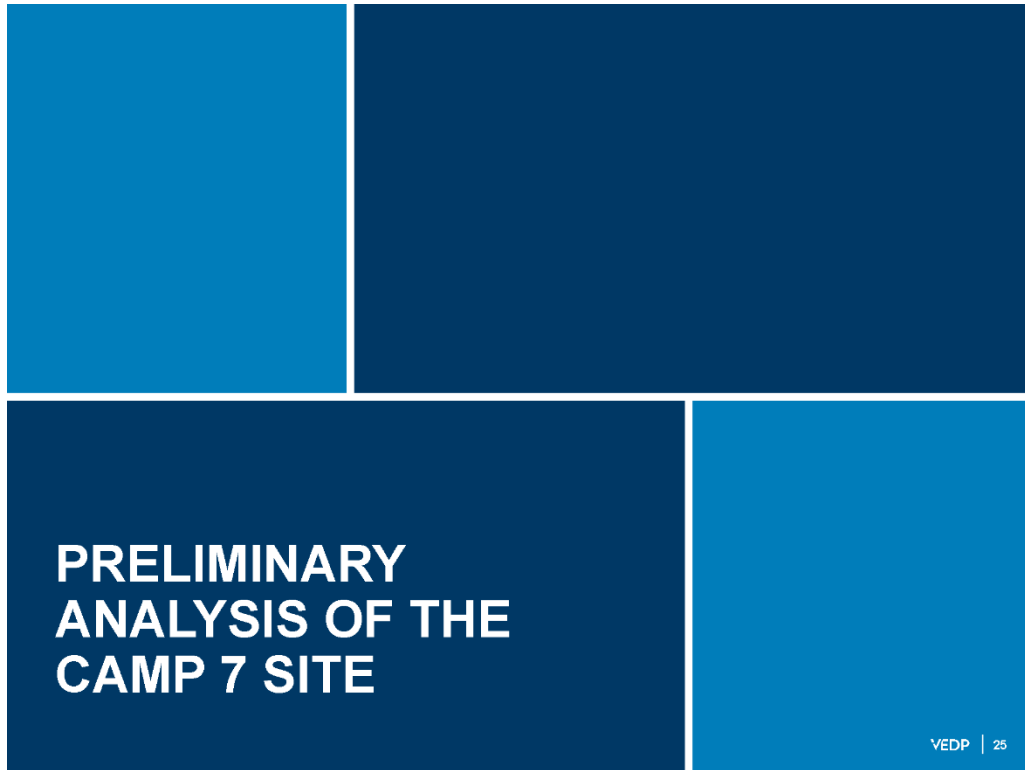 PRELIMINARY
ANALYSIS OF THE
CAMP 7 SITE
VEDP | 25